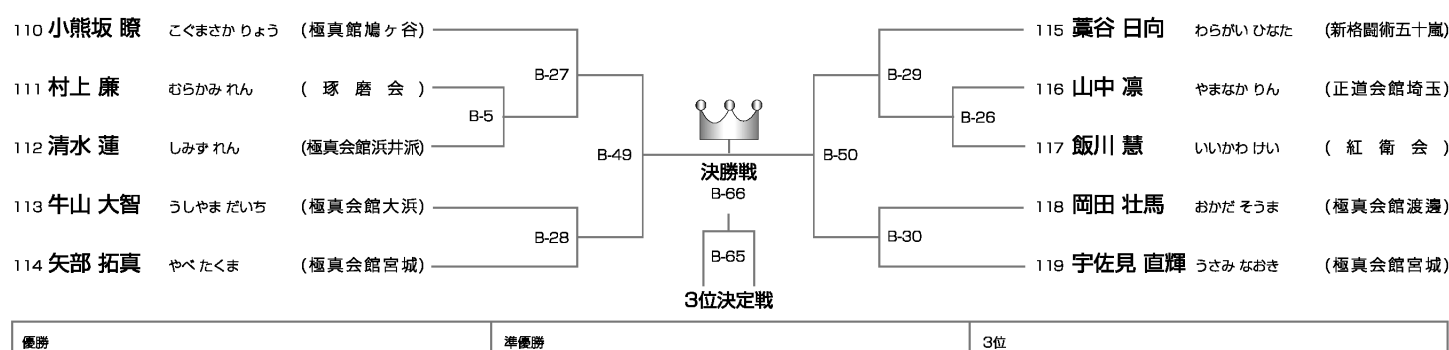 110 小熊坂 瞭 こぐまさか りょう (極真館鳩ヶ谷)
111 村上 廉 むらかみ れん (琢磨会)
112 清水 蓮 しみず れん (極真会館浜井派)
113 牛山 大智 うしやま だいち (極真会館大浜)
114 矢部 拓真 やべ たくま (極真会館宮城)
B-27
B-5
B-49
B-28
決勝戦
B-66
B-65
3位決定戦
B-50
B-29
B-26
B-30
115 藁谷 日向 わらがい ひなた (新格闘術五十嵐)
116 山中 凛 やまなか りん (正道会館埼玉)
117 飯川 慧 いいかわ けい (紅衛会)
118 岡田 壮馬 おかだ そうま (極真会館渡邊)
119 宇佐見 直輝 うさみ なおき (極真会館宮城)
優勝
準優勝
3位